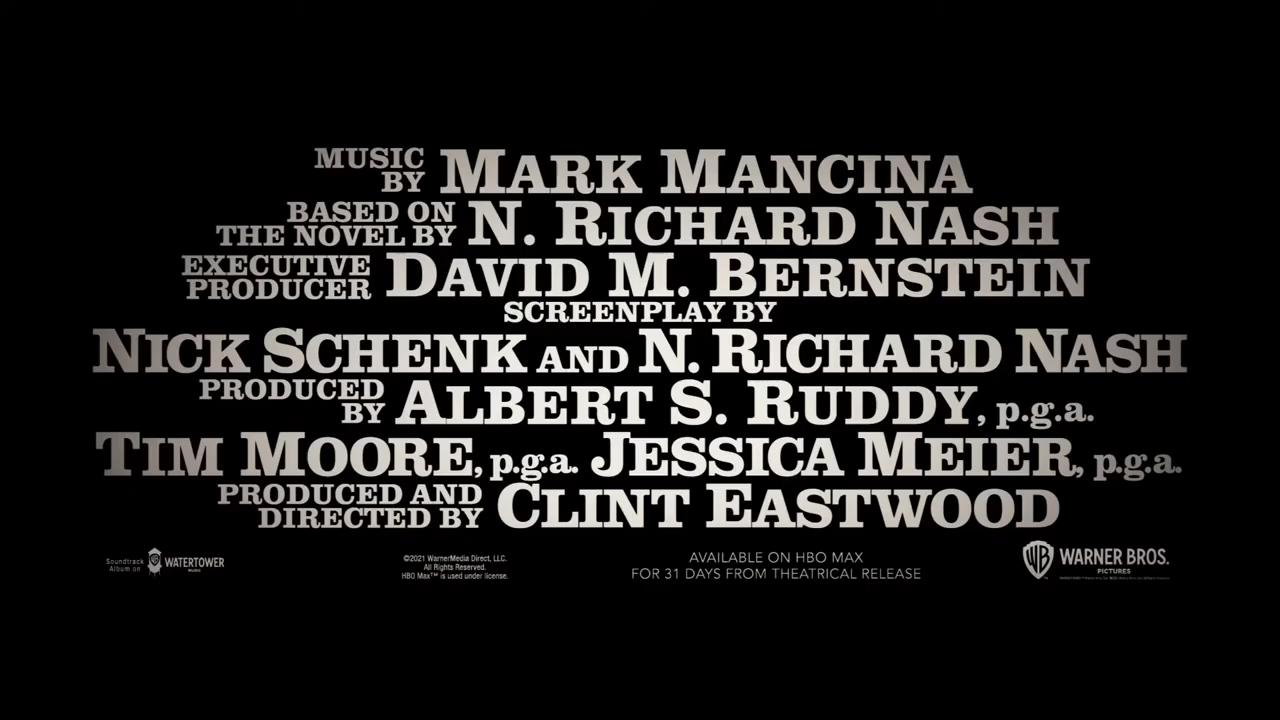 MUSIC BY MARK MANCINA
BASED ON THE NOVEL BY N. RICHARD NASH
EXECUTIVE PRODUCER DAVID M. BERNSTEIN
SCREENPLAY BY
NICK SCHENK AND N. RICHARD NASH
PRODUCED BY ALBERT S. RUDDY, p.g.a.
TIM MOORE, p.g.a. JESSICA MEIER, p.g.a.
PRODUCED AND DIRECTED BY CLINT EASTWOOD
Soundtrack Album on WATERTOWER MUSIC
©2021 WarnerMedia Direct, LLC.
All Rights Reserved.
HBO Max™ is used under license.
AVAILABLE ON HBO MAX
FOR 31 DAYS FROM THEATRICAL RELEASE
WB WARNER BROS.
PICTURES